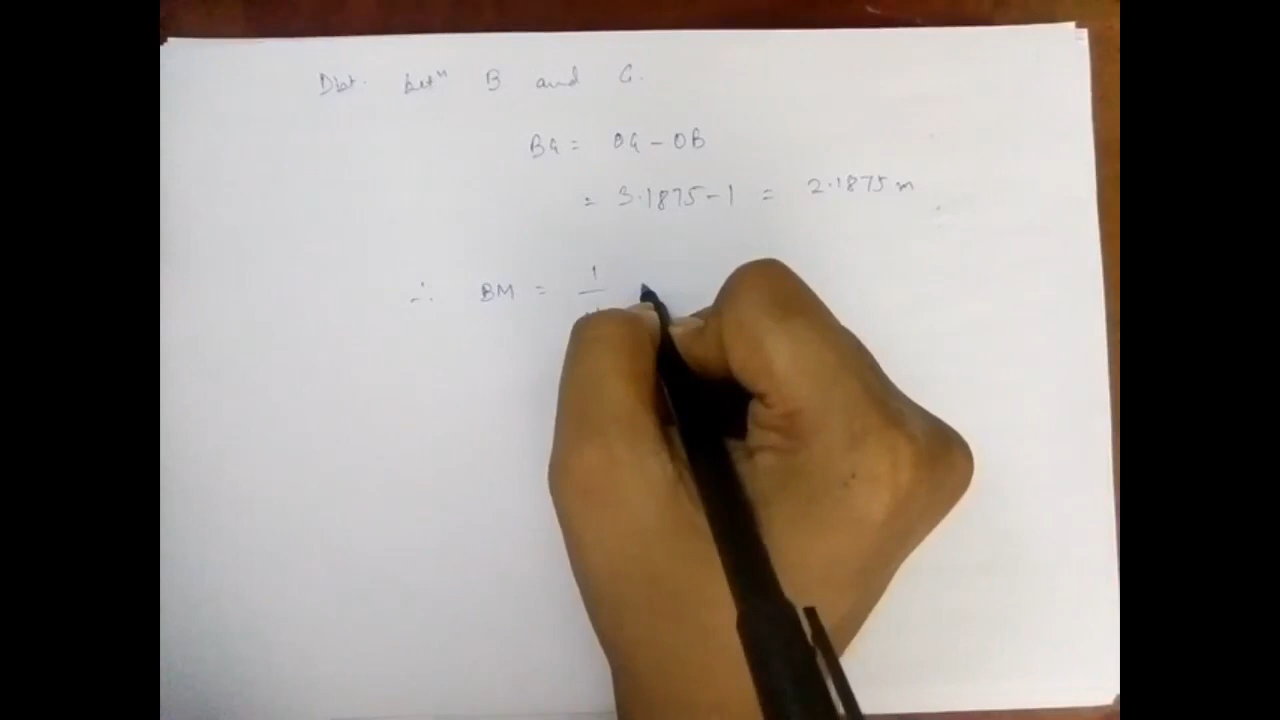 Dist. betⁿ B and G.
BG = OG - OB
= 3.1875 - 1 = 2.1875 m
∴ BM = 1